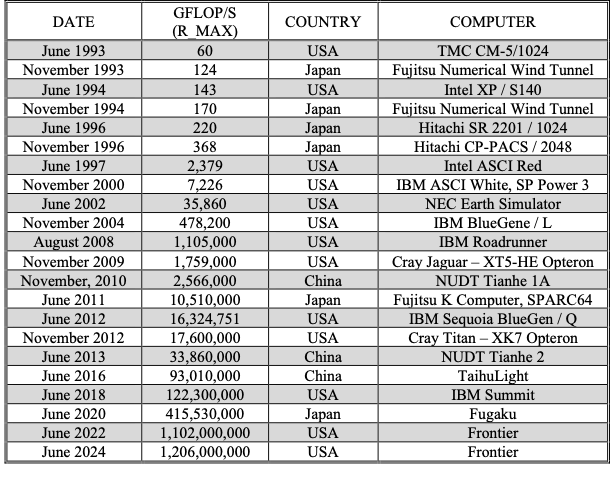 DATE GFLOP/S (R_MAX) COUNTRY COMPUTER
June 1993 60 USA TMC CM-5/1024
November 1993 124 Japan Fujitsu Numerical Wind Tunnel
June 1994 143 USA Intel XP / S140
November 1994 170 Japan Fujitsu Numerical Wind Tunnel
June 1996 220 Japan Hitachi SR 2201 / 1024
November 1996 368 Japan Hitachi CP-PACS / 2048
June 1997 2,379 USA Intel ASCI Red
November 2000 7,226 USA IBM ASCI White, SP Power 3
June 2002 35,860 USA NEC Earth Simulator
November 2004 478,200 USA IBM BlueGene / L
August 2008 1,105,000 USA IBM Roadrunner
November 2009 1,759,000 USA Cray Jaguar – XT5-HE Opteron
November, 2010 2,566,000 China NUDT Tianhe 1A
June 2011 10,510,000 Japan Fujitsu K Computer, SPARC64
June 2012 16,324,751 USA IBM Sequoia BlueGen / Q
November 2012 17,600,000 USA Cray Titan – XK7 Opteron
June 2013 33,860,000 China NUDT Tianhe 2
June 2016 93,010,000 China TaihuLight
June 2018 122,300,000 USA IBM Summit
June 2020 415,530,000 Japan Fugaku
June 2022 1,102,000,000 USA Frontier
June 2024 1,206,000,000 USA Frontier